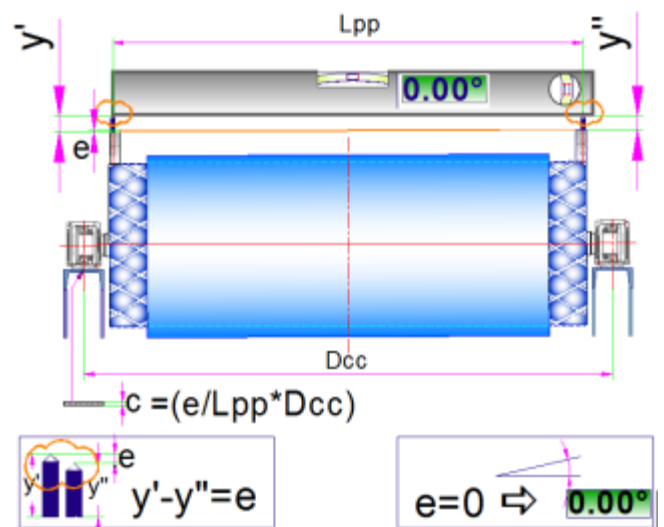 y' Lpp y"
0.00°
e
Dcc
c =(e/Lpp*Dcc)
y' y" e
y'-y"=e
e=0 ⇨ 0.00°